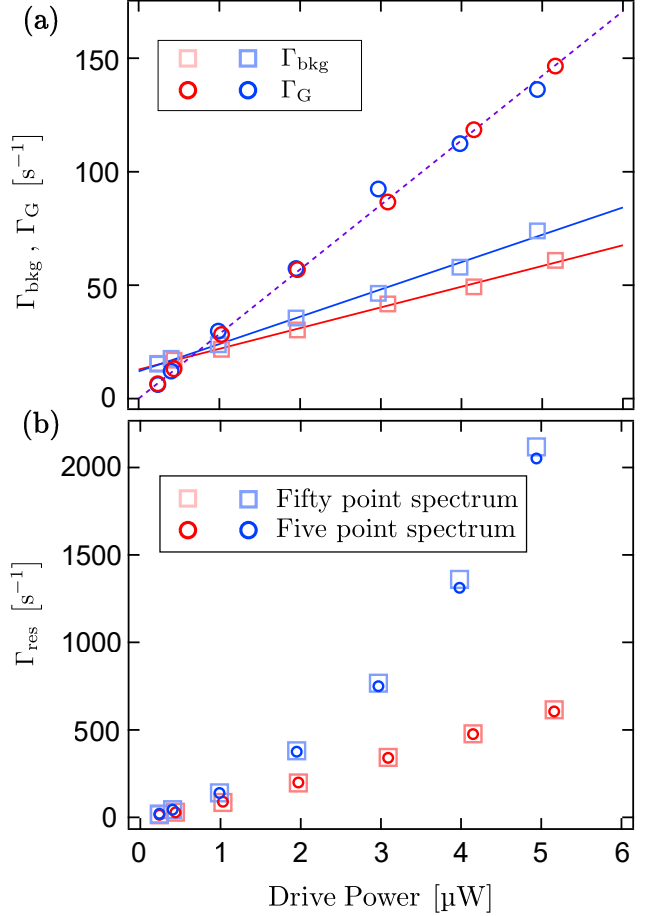 (a)
150
100
50
0
Γbkg , ΓG [s−1]
Γbkg
ΓG
(b)
2000
1500
1000
500
0
Γres [s−1]
Fifty point spectrum
Five point spectrum
0 1 2 3 4 5 6
Drive Power [µW]